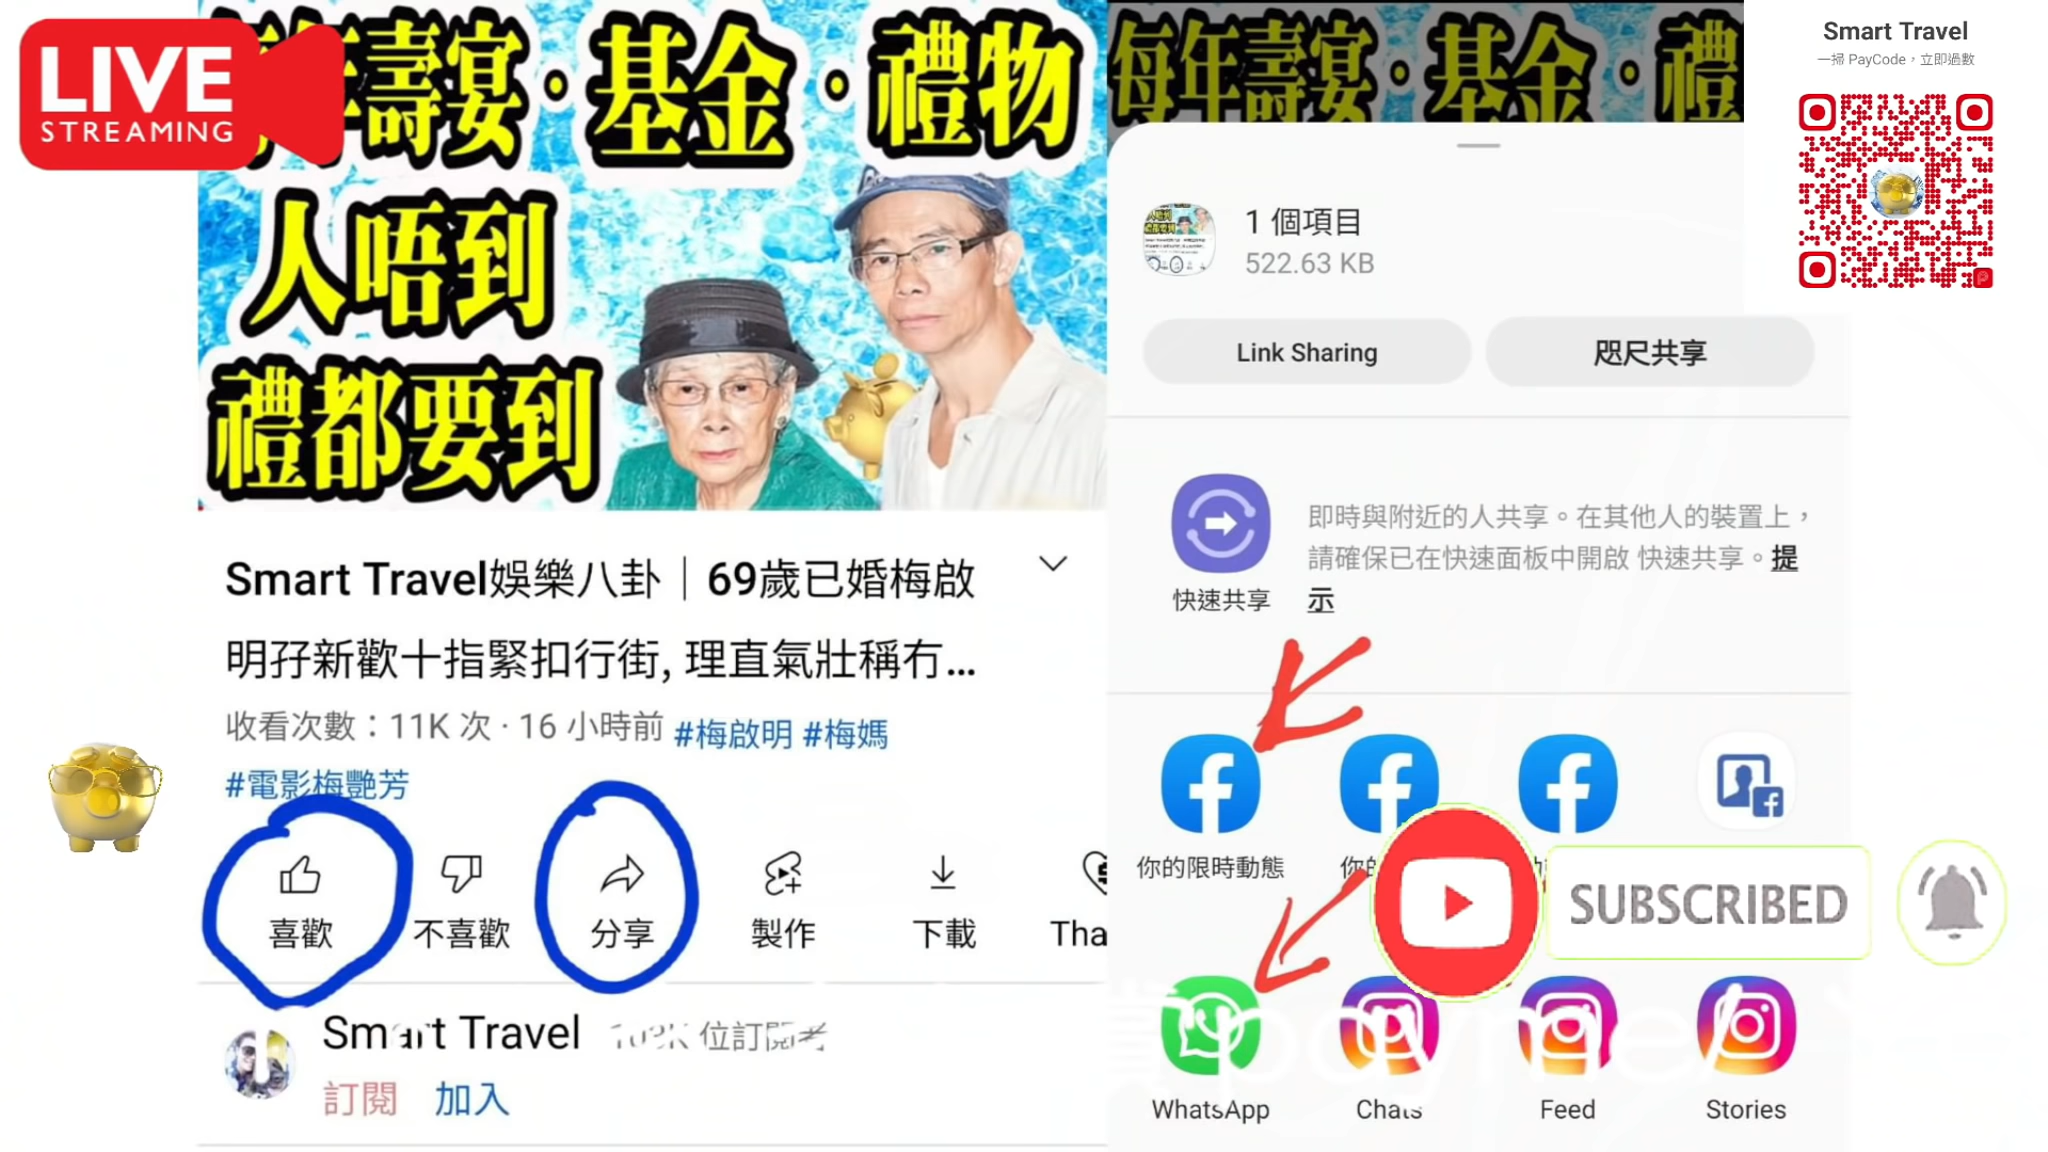 LIVE
STREAMING
每年壽宴·基金·禮物
人唔到
禮都要到
Smart Travel娛樂八卦｜69歲已婚梅啟
明孖新歡十指緊扣行街, 理直氣壯稱冇...
收看次數：11K 次 · 16 小時前 #梅啟明 #梅媽
#電影梅艷芳
喜歡
不喜歡
分享
製作
下載
Tha
Smart Travel
位訂閱者
訂閱
加入
每年壽宴·基金·禮
1 個項目
522.63 KB
Link Sharing
咫尺共享
快速共享
即時與附近的人共享。在其他人的裝置上，
請確保已在快速面板中開啟 快速共享。提
示
你的限時動態
WhatsApp
Chats
Feed
Stories
payme
SUBSCRIBED
Smart Travel
一掃 PayCode，立即過數